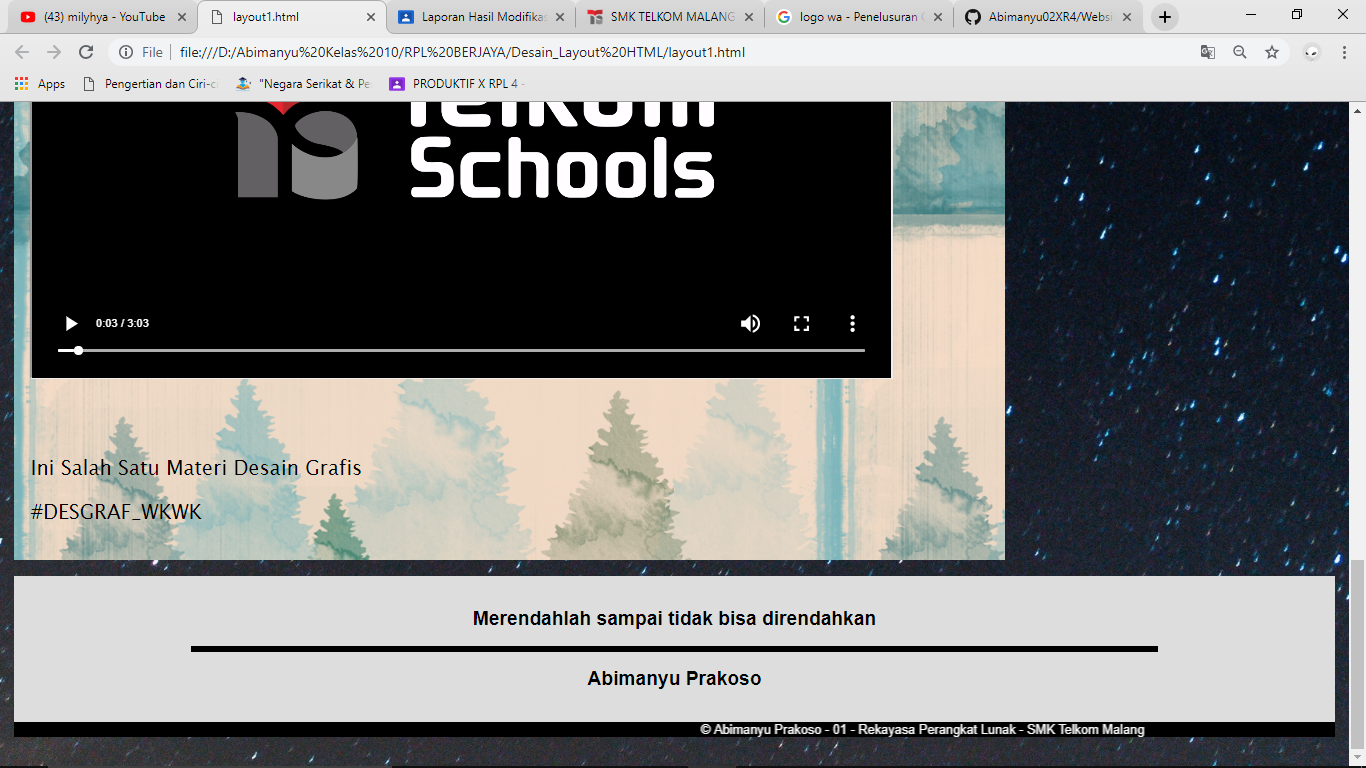 (43) milyhya - YouTube
layout1.html
Laporan Hasil Modifika
SMK TELKOM MALANG
logo wa - Penelusuran
Abimanyu02XR4/Websi
File
file:///D:/Abimanyu%20Kelas%2010/RPL%20BERJAYA/Desain_Layout%20HTML/layout1.html
Apps
Pengertian dan Ciri-c
"Negara Serikat & Pe
PRODUKTIF X RPL 4 -
Telkom
Schools
0:03 / 3:03
Ini Salah Satu Materi Desain Grafis
#DESGRAF_WKWK
Merendahlah sampai tidak bisa direndahkan
Abimanyu Prakoso
© Abimanyu Prakoso - 01 - Rekayasa Perangkat Lunak - SMK Telkom Malang